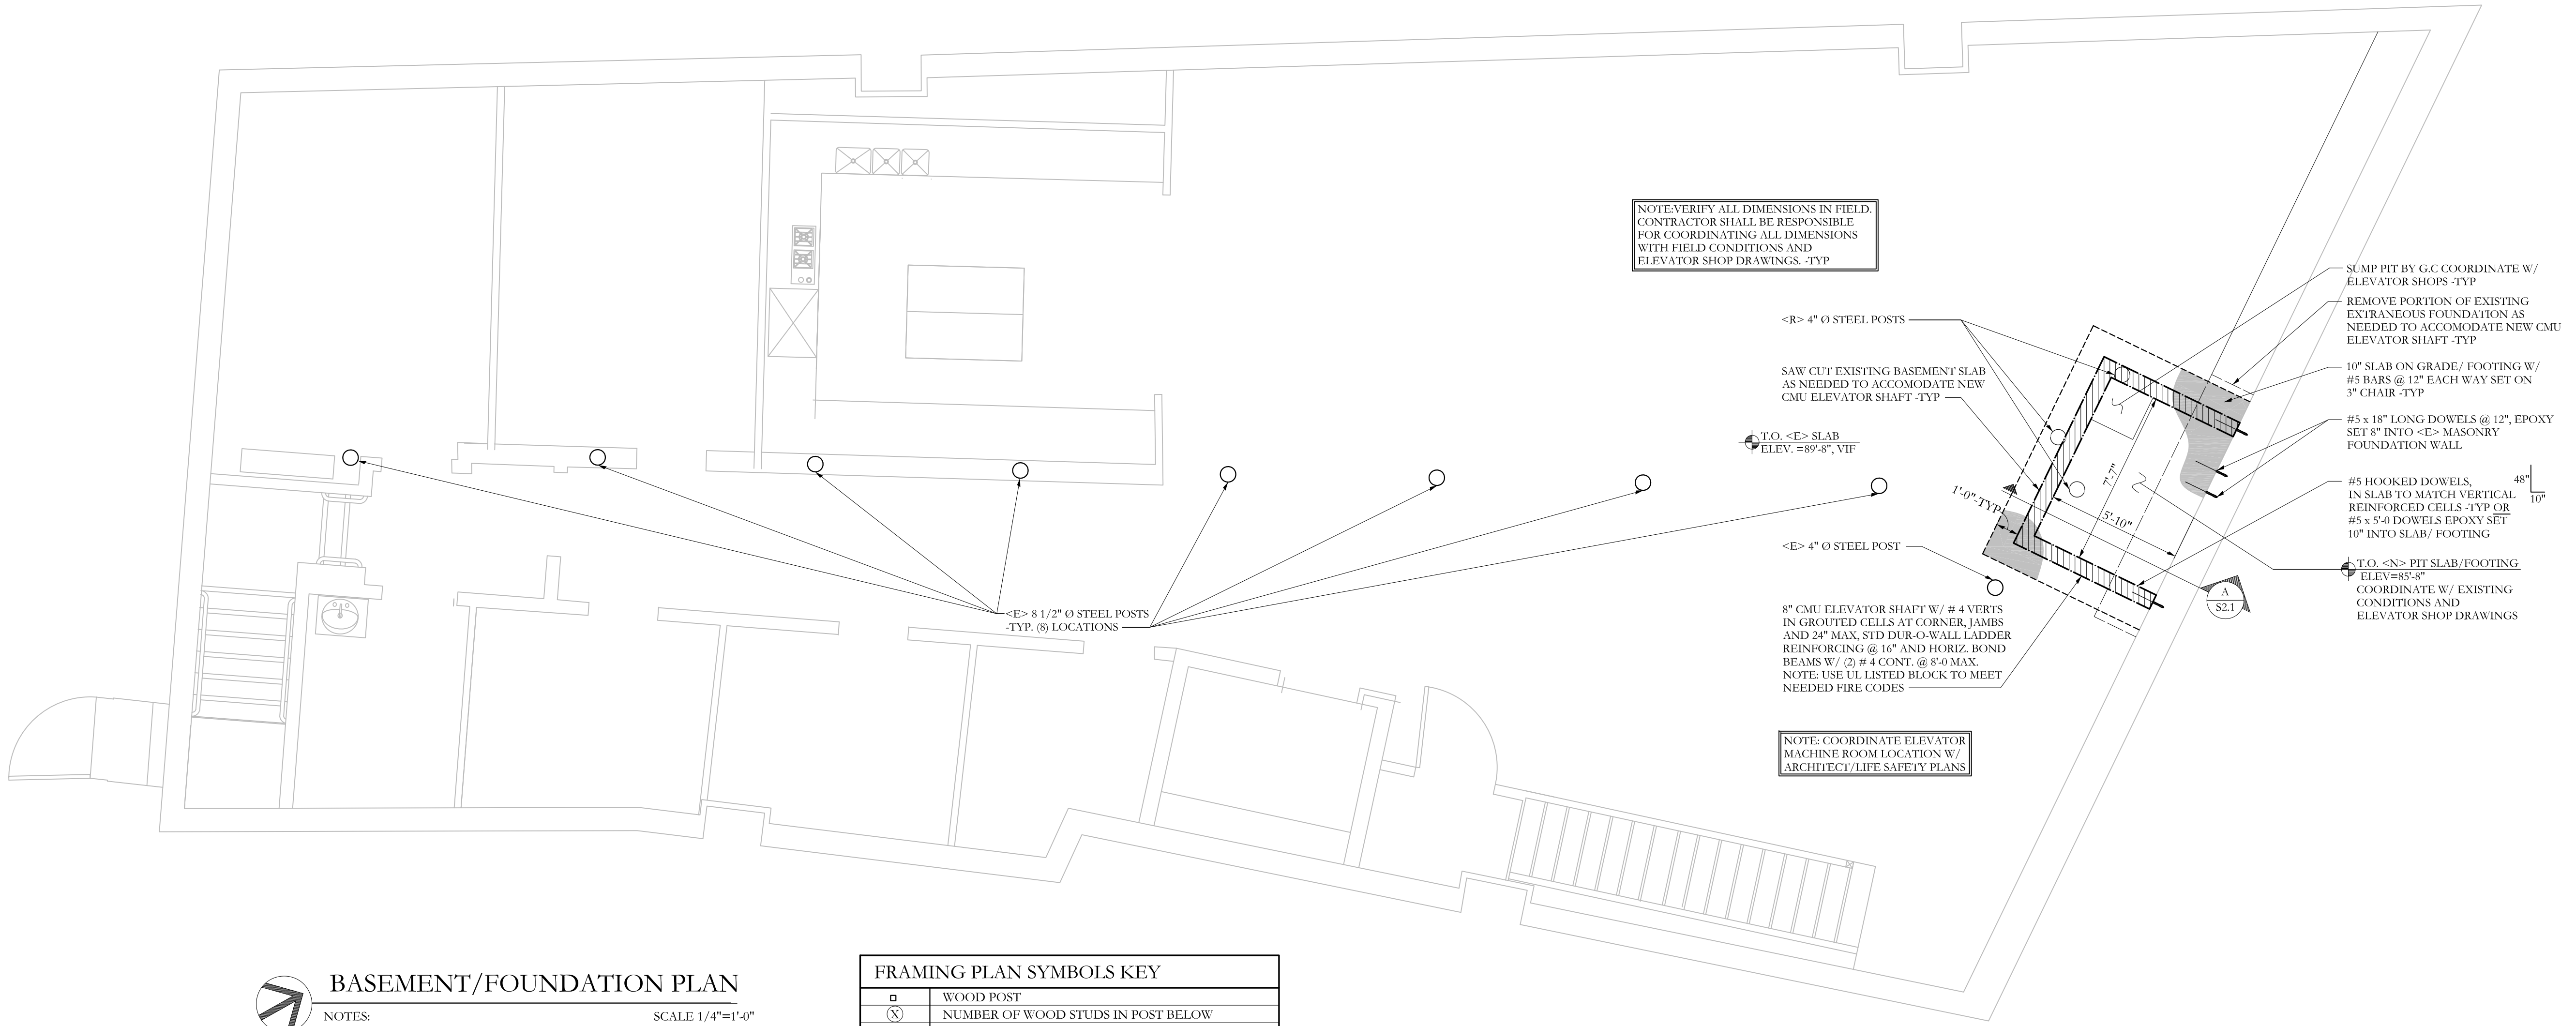 NOTE:VERIFY ALL DIMENSIONS IN FIELD.
CONTRACTOR SHALL BE RESPONSIBLE
FOR COORDINATING ALL DIMENSIONS
WITH FIELD CONDITIONS AND
ELEVATOR SHOP DRAWINGS. -TYP
<R> 4" Ø STEEL POSTS
SAW CUT EXISTING BASEMENT SLAB
AS NEEDED TO ACCOMODATE NEW
CMU ELEVATOR SHAFT -TYP
T.O. <E> SLAB
ELEV. =89'-8", VIF
<E> 4" Ø STEEL POST
8" CMU ELEVATOR SHAFT W/ # 4 VERTS
IN GROUTED CELLS AT CORNER, JAMBS
AND 24" MAX, STD DUR-O-WALL LADDER
REINFORCING @ 16" AND HORIZ. BOND
BEAMS W/ (2) # 4 CONT. @ 8'-0 MAX.
NOTE: USE UL LISTED BLOCK TO MEET
NEEDED FIRE CODES
NOTE: COORDINATE ELEVATOR
MACHINE ROOM LOCATION W/
ARCHITECT/LIFE SAFETY PLANS
1'-0"-TYP
7'-7"
5'-10"
SUMP PIT BY G.C COORDINATE W/
ELEVATOR SHOPS -TYP
REMOVE PORTION OF EXISTING
EXTRANEOUS FOUNDATION AS
NEEDED TO ACCOMODATE NEW CMU
ELEVATOR SHAFT -TYP
10" SLAB ON GRADE/ FOOTING W/
#5 BARS @ 12" EACH WAY SET ON
3" CHAIR -TYP
#5 x 18" LONG DOWELS @ 12", EPOXY
SET 8" INTO <E> MASONRY
FOUNDATION WALL
#5 HOOKED DOWELS,
IN SLAB TO MATCH VERTICAL
REINFORCED CELLS -TYP OR
#5 x 5'-0 DOWELS EPOXY SET
10" INTO SLAB/ FOOTING
48"
10"
T.O. <N> PIT SLAB/FOOTING
ELEV=85'-8"
COORDINATE W/ EXISTING
CONDITIONS AND
ELEVATOR SHOP DRAWINGS
A
S2.1
<E> 8 1/2" Ø STEEL POSTS
-TYP. (8) LOCATIONS
BASEMENT/FOUNDATION PLAN
NOTES:
SCALE 1/4"=1'-0"
FRAMING PLAN SYMBOLS KEY
WOOD POST
X NUMBER OF WOOD STUDS IN POST BELOW